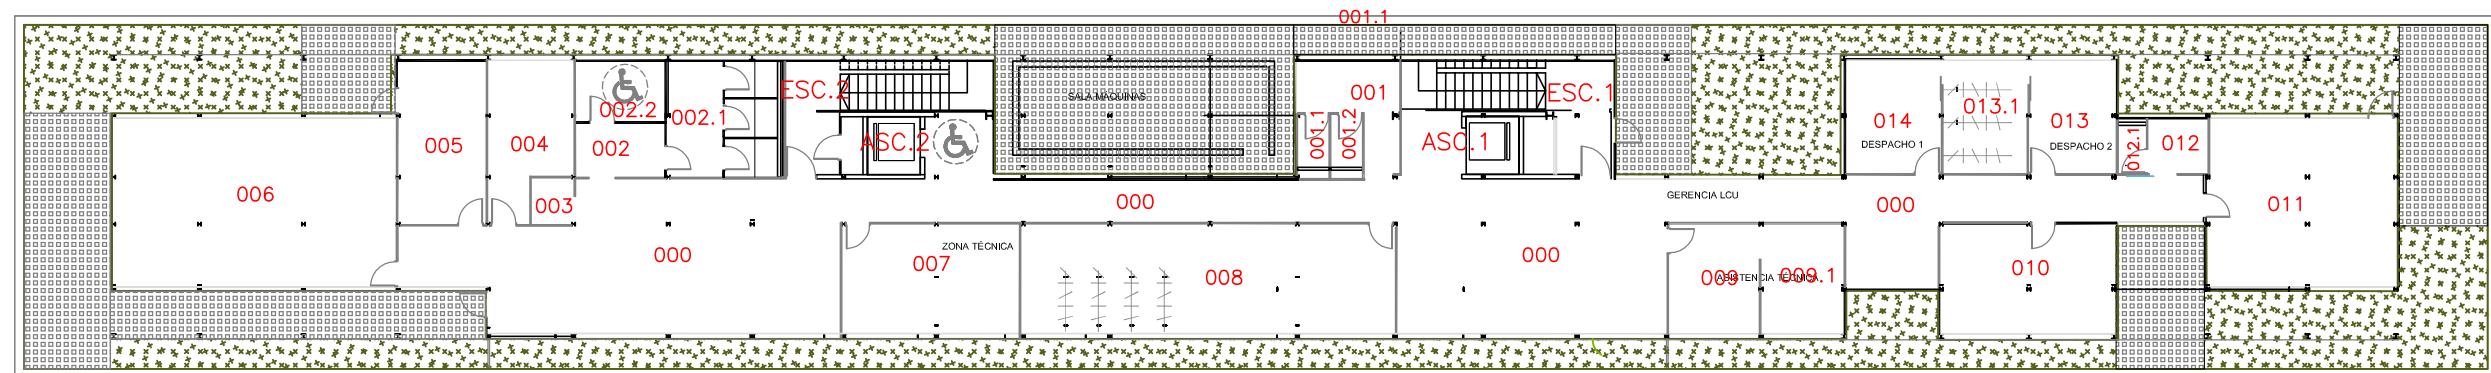 001.1
ESC.2
002.2
002.1
SALA MÁQUINAS
001
ESC.1
013.1
014
013
DESPACHO 1
DESPACHO 2
005
004
002
ASC.2
001.1
001.2
ASC.1
012.1
012
006
003
000
GERENCIA LCU
000
011
000
007
ZONA TÉCNICA
008
000
009
ASISTENCIA TÉCNICA
009.1
010